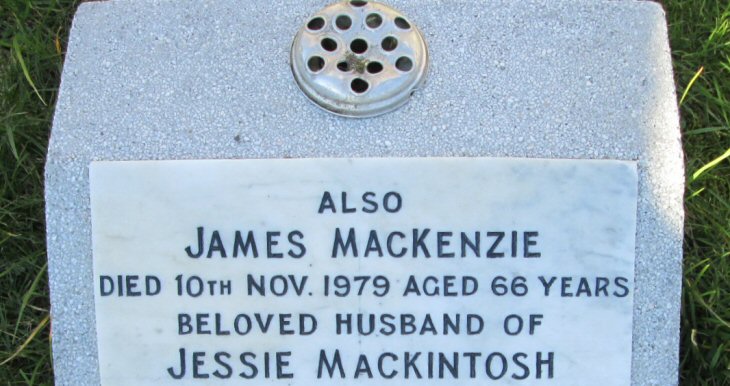 ALSO
JAMES MACKENZIE
DIED 10TH NOV. 1979 AGED 66 YEARS
BELOVED HUSBAND OF
JESSIE MACKINTOSH